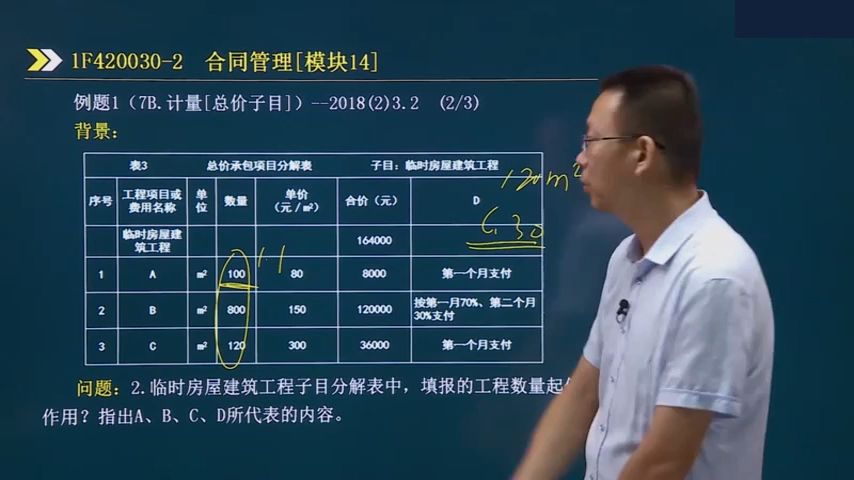 1F420030-2 合同管理[模块14]
例题1（7B.计量[总价子目]）--2018(2)3.2 (2/3)
背景：
表3 总价承包项目分解表 子目：临时房屋建筑工程
序号 工程项目或费用名称 单位 数量 单价（元/m²） 合价（元） D
临时房屋建筑工程 164000
1 A m² 100 80 8000 第一个月支付
2 B m² 800 150 120000 按第一月70%、第二个月30%支付
3 C m² 120 300 36000 第一个月支付
120m²
6.30
问题：2.临时房屋建筑工程子目分解表中，填报的工程数量起
作用？指出A、B、C、D所代表的内容。